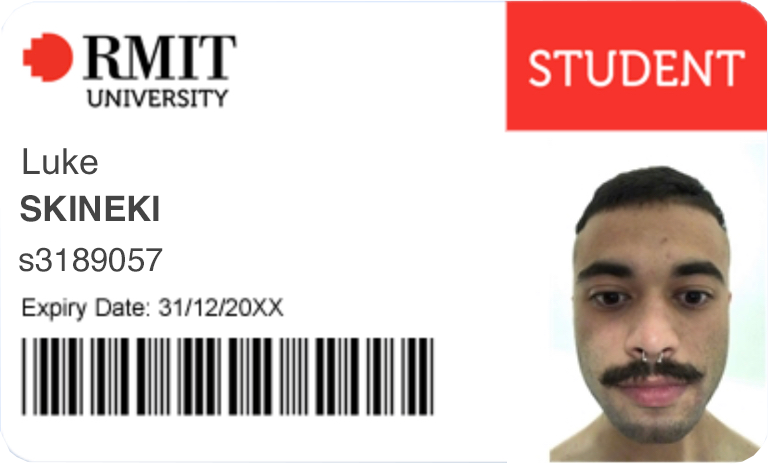 RMIT
UNIVERSITY
STUDENT
Luke
SKINEKI
s3189057
Expiry Date: 31/12/20XX